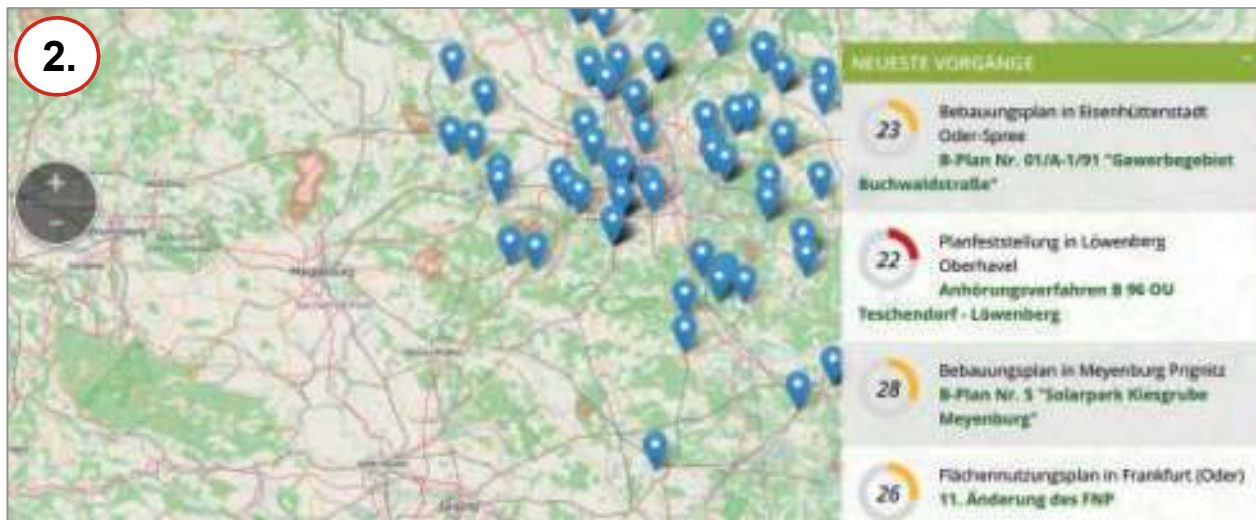 2.
+
−
Magdeburg
Leipzig
NEUESTE VORGÄNGE
23
Bebauungsplan in Eisenhüttenstadt
Oder-Spree
B-Plan Nr. 01/A-1/91 "Gewerbegebiet
Buchwaldstraße"
22
Planfeststellung in Löwenberg
Oberhavel
Anhörungsverfahren B 96 OU
Teschendorf - Löwenberg
28
Bebauungsplan in Meyenburg Prignitz
B-Plan Nr. 5 "Solarpark Kiesgrube
Meyenburg"
26
Flächennutzungsplan in Frankfurt (Oder)
11. Änderung des FNP